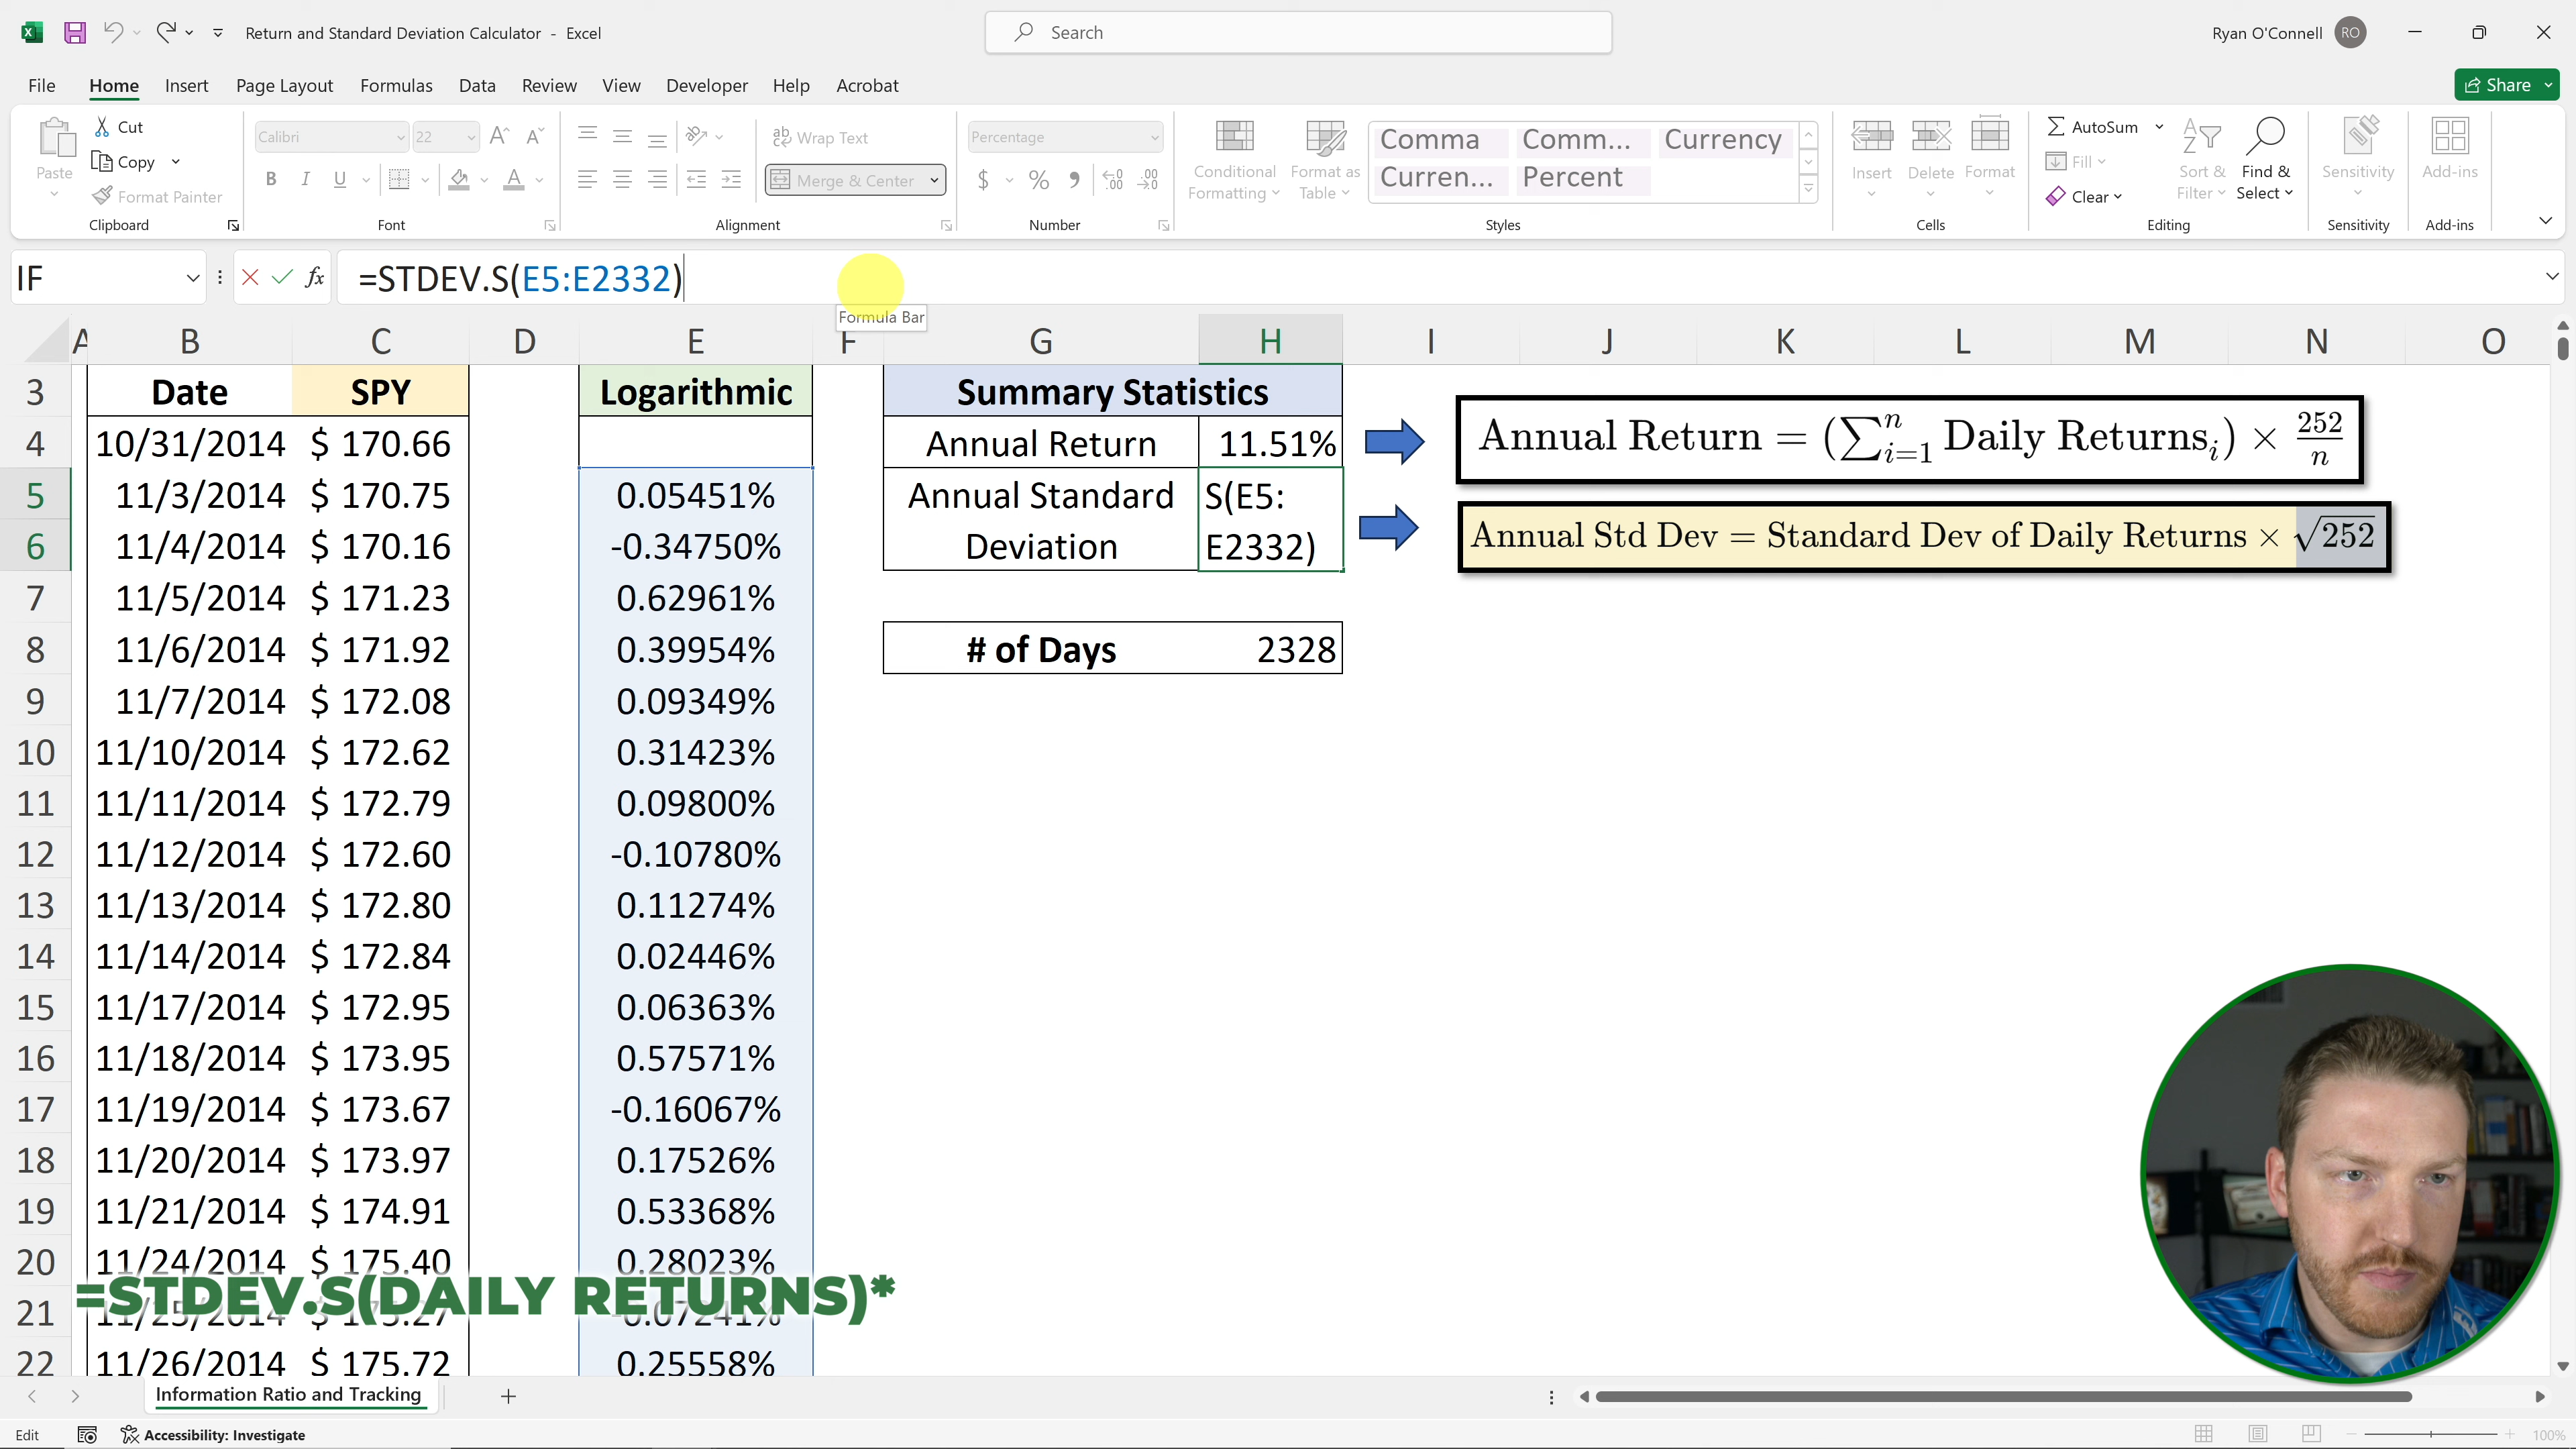 Return and Standard Deviation Calculator - Excel
Search
Ryan O'Connell RO
File Home Insert Page Layout Formulas Data Review View Developer Help Acrobat
Share
Paste
Cut
Copy
Format Painter
Clipboard
Calibri 22
B I U
Font
Wrap Text
Merge & Center
Alignment
Percentage
$ %
Number
Conditional Formatting
Format as Table
Comma Comm... Currency
Curren... Percent
Styles
Insert Delete Format
Cells
AutoSum
Fill
Clear
Sort & Filter
Find & Select
Editing
Sensitivity
Sensitivity
Add-ins
Add-ins
IF fx =STDEV.S(E5:E2332)
Formula Bar
A B C D E F G H I J K L M N O
3 Date SPY Logarithmic Summary Statistics
4 10/31/2014 $ 170.66 Annual Return 11.51%
5 11/3/2014 $ 170.75 0.05451% Annual Standard S(E5:
6 11/4/2014 $ 170.16 -0.34750% Deviation E2332)
7 11/5/2014 $ 171.23 0.62961%
8 11/6/2014 $ 171.92 0.39954% # of Days 2328
9 11/7/2014 $ 172.08 0.09349%
10 11/10/2014 $ 172.62 0.31423%
11 11/11/2014 $ 172.79 0.09800%
12 11/12/2014 $ 172.60 -0.10780%
13 11/13/2014 $ 172.80 0.11274%
14 11/14/2014 $ 172.84 0.02446%
15 11/17/2014 $ 172.95 0.06363%
16 11/18/2014 $ 173.95 0.57571%
17 11/19/2014 $ 173.67 -0.16067%
18 11/20/2014 $ 173.97 0.17526%
19 11/21/2014 $ 174.91 0.53368%
20 11/24/2014 $ 175.40 0.28023%
21 11/25/2014 $ 175.27 -0.07241%
22 11/26/2014 $ 175.72 0.25558%
Annual Return = (∑ⁿᵢ₌₁ Daily Returnsᵢ) × 252/n
Annual Std Dev = Standard Dev of Daily Returns × √252
=STDEV.S(DAILY RETURNS)*
Information Ratio and Tracking
Edit
Accessibility: Investigate
100%